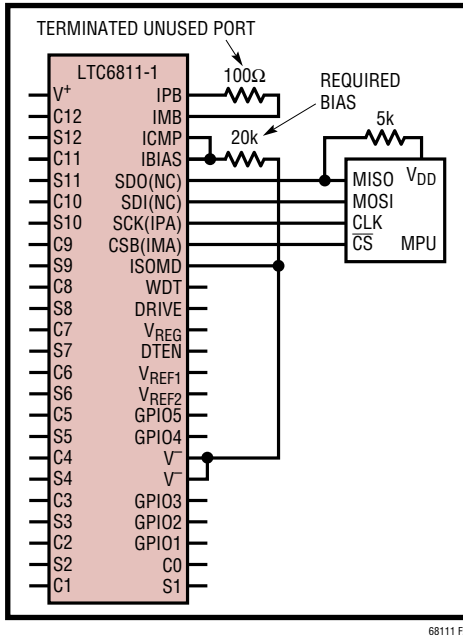 TERMINATED UNUSED PORT
LTC6811-1
100Ω
REQUIRED
BIAS
20k
5k
V+
C12
S12
C11
S11
C10
S10
C9
S9
C8
S8
C7
S7
C6
S6
C5
S5
C4
S4
C3
S3
C2
S2
C1
IPB
IMB
ICMP
IBIAS
SDO(NC)
SDI(NC)
SCK(IPA)
CSB(IMA)
ISOMD
WDT
DRIVE
VREG
DTEN
VREF1
VREF2
GPIO5
GPIO4
V–
V–
GPIO3
GPIO2
GPIO1
C0
S1
MISO VDD
MOSI
CLK
CS MPU
68111 F